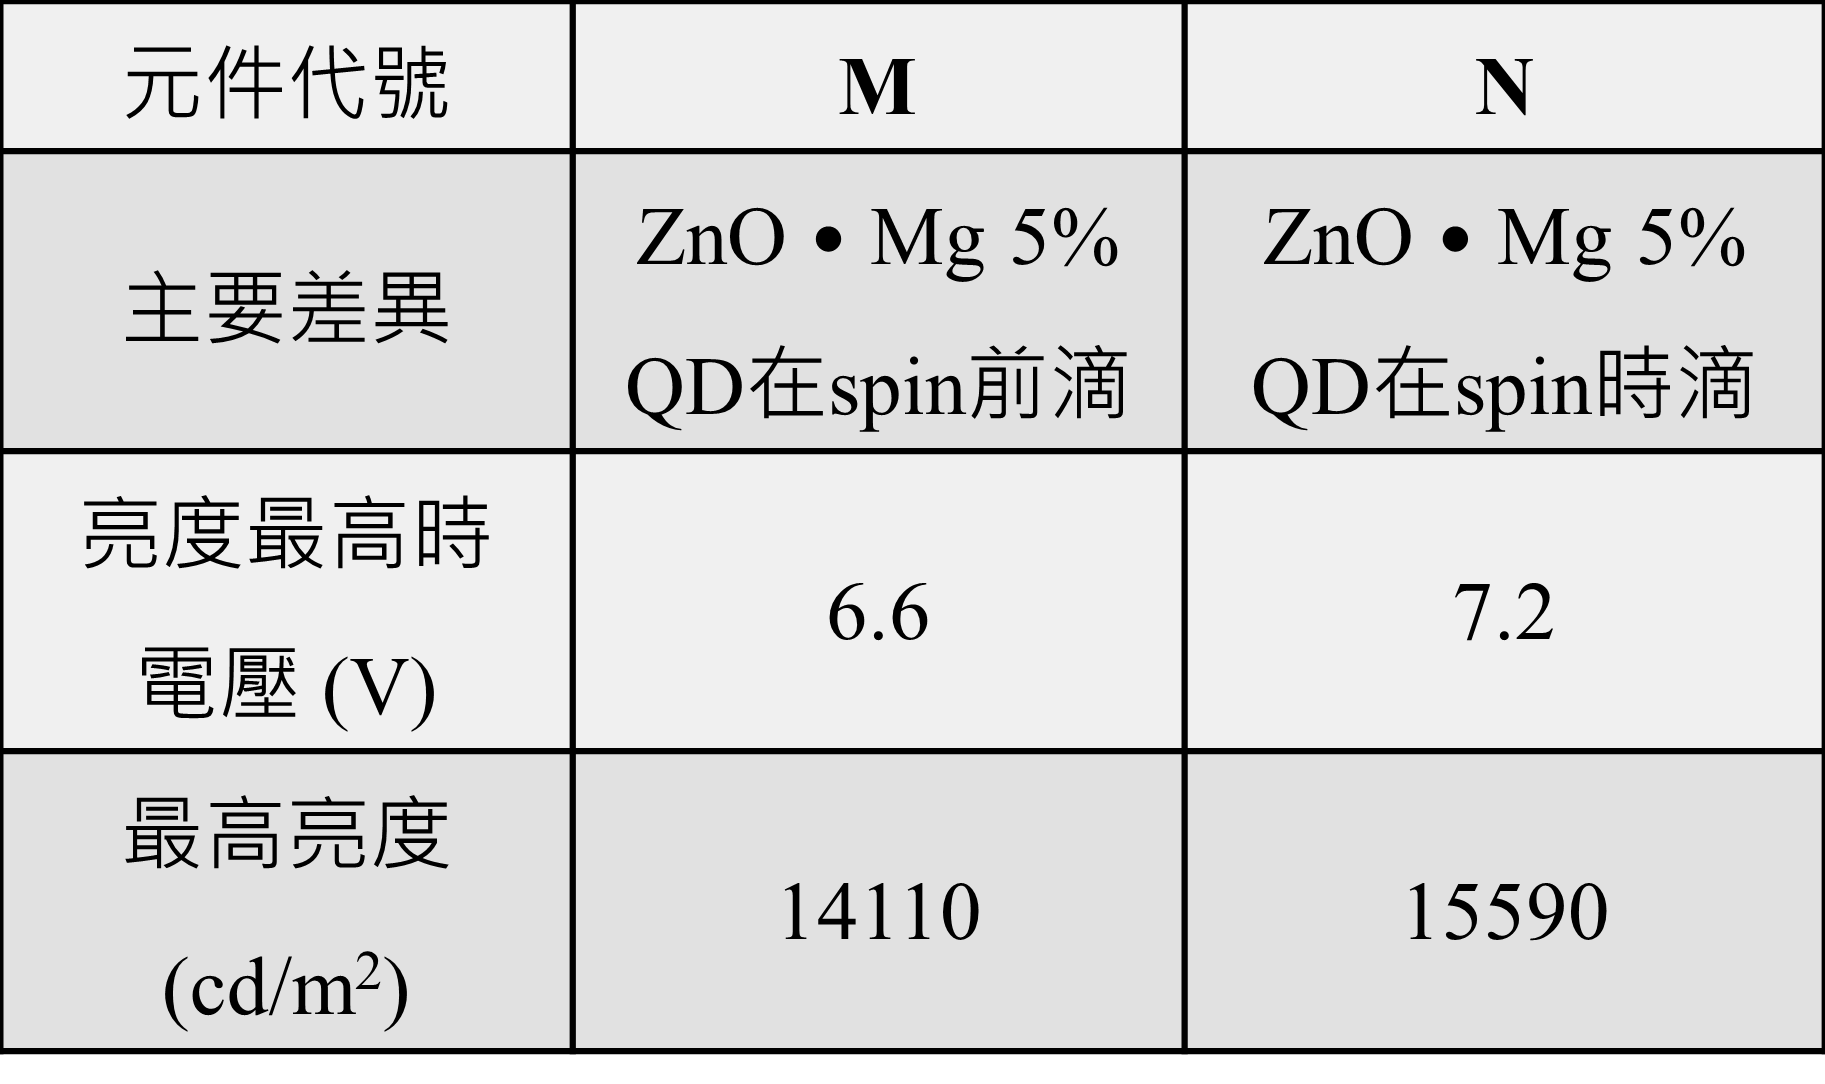 元件代號 M N
主要差異
ZnO • Mg 5%
QD在spin前滴
ZnO • Mg 5%
QD在spin時滴
亮度最高時
電壓 (V)
6.6 7.2
最高亮度
(cd/m²)
14110 15590